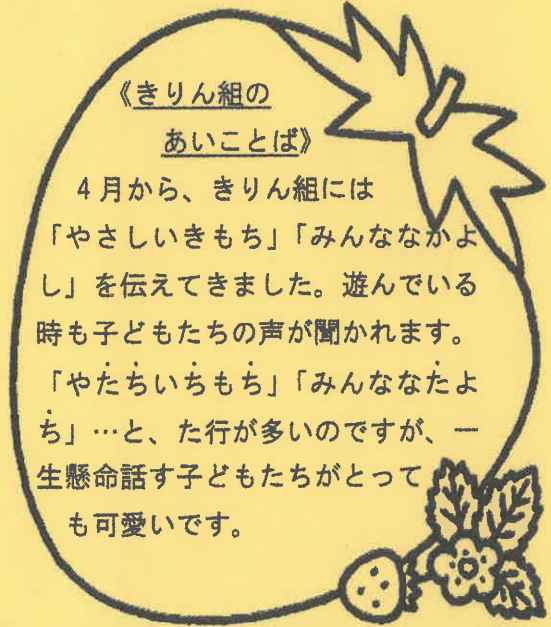 《きりん組の
あいことば》
4月から、きりん組には
「やさしいきもち」「みんななかよ
し」を伝えてきました。遊んでいる
時も子どもたちの声が聞かれます。
「やたちいちもち」「みんななたよ
ち」…と、た行が多いのですが、一
生懸命話す子どもたちがとって
も可愛いです。